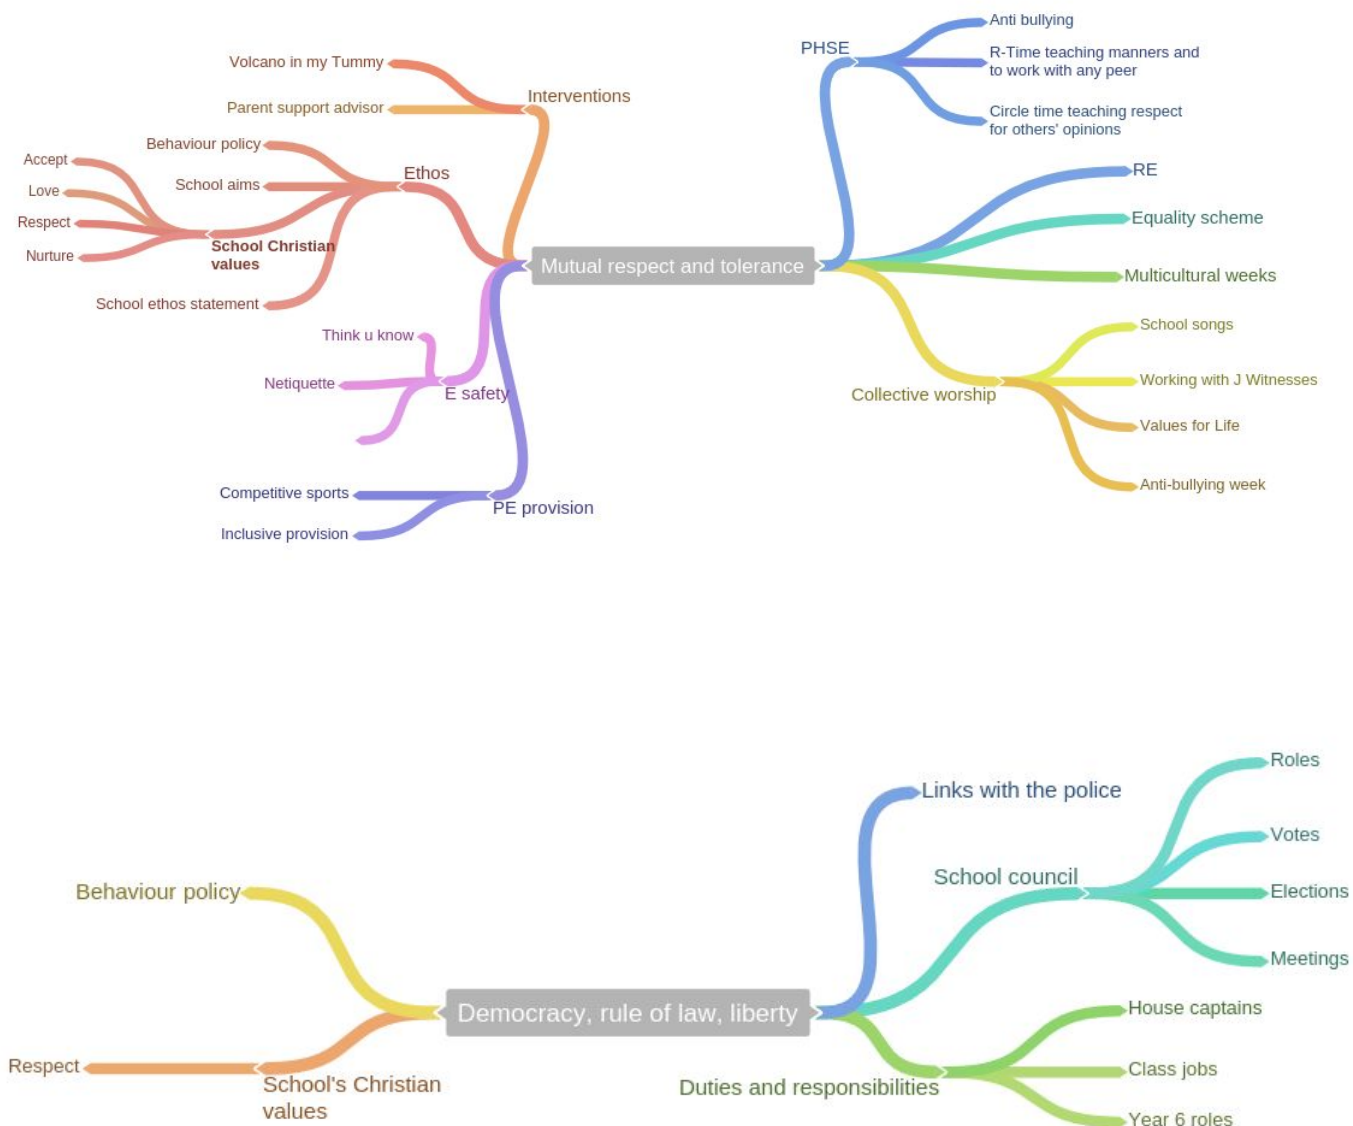 Anti bullying
PHSE
R-Time teaching manners and
to work with any peer
Circle time teaching respect
for others' opinions
Volcano in my Tummy
Parent support advisor
Interventions
Behaviour policy
School aims
Ethos
Accept
Love
Respect
Nurture
School Christian
values
School ethos statement
Mutual respect and tolerance
RE
Equality scheme
Multicultural weeks
Think u know
Netiquette
E safety
School songs
Working with J Witnesses
Collective worship
Values for Life
Anti-bullying week
Competitive sports
Inclusive provision
PE provision
Roles
Links with the police
Votes
School council
Elections
Meetings
Behaviour policy
Democracy, rule of law, liberty
House captains
Respect
School's Christian
values
Duties and responsibilities
Class jobs
Year 6 roles